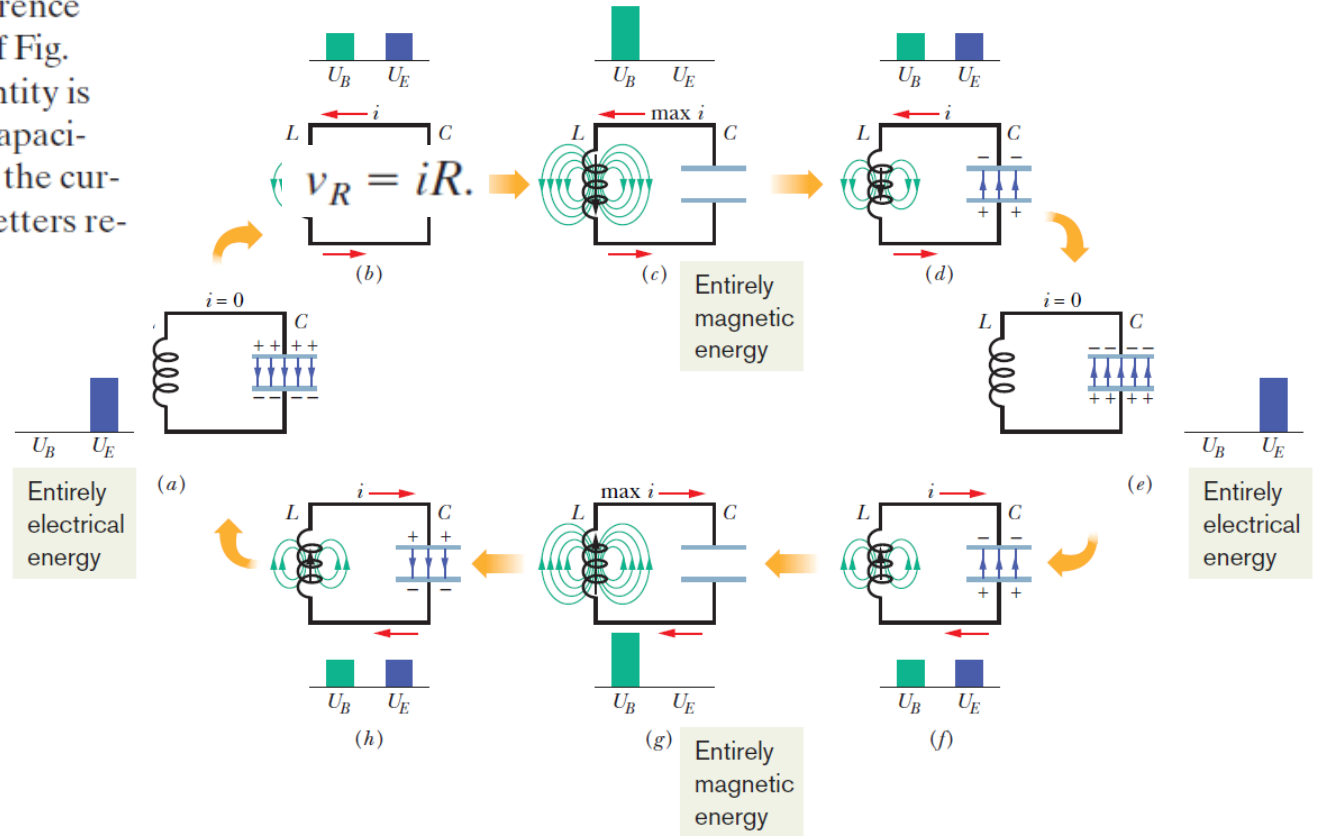 rence
f Fig.
ntity is
capaci-
the cur-
etters re-
U_B U_E
i
L C
v_R = iR.
(b)
U_B U_E
max i
L C
(c)
Entirely
magnetic
energy
U_B U_E
i
L C
− −
+ +
(d)
i = 0
C
+ + + +
− − − −
U_B U_E
(a)
Entirely
electrical
energy
i = 0
L C
− − − −
+ + + +
U_B U_E
(e)
Entirely
electrical
energy
i
L C
+ +
− −
U_B U_E
(h)
max i
L C
U_B U_E
(g)
Entirely
magnetic
energy
i
L C
− −
+ +
U_B U_E
(f)